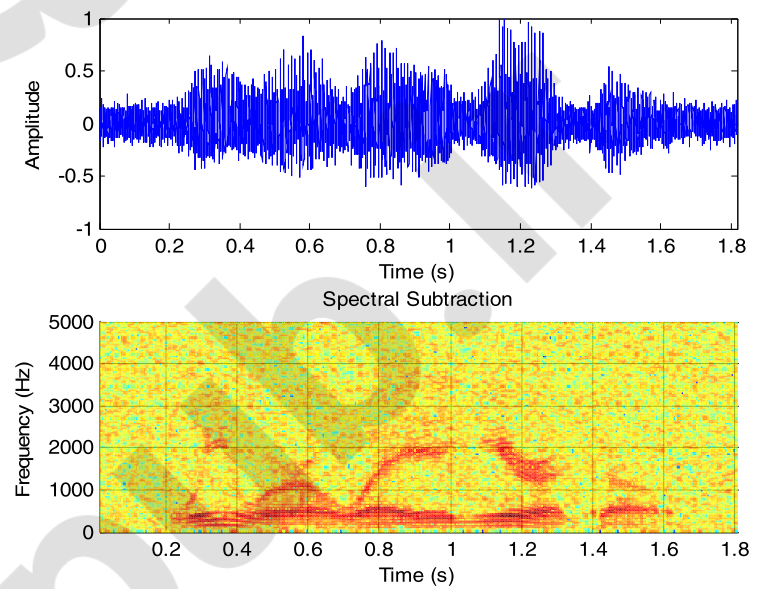 1
0.5
0
-0.5
-1
Amplitude
0 0.2 0.4 0.6 0.8 1 1.2 1.4 1.6 1.8
Time (s)
Spectral Subtraction
5000
4000
3000
2000
1000
0
Frequency (Hz)
0.2 0.4 0.6 0.8 1 1.2 1.4 1.6 1.8
Time (s)